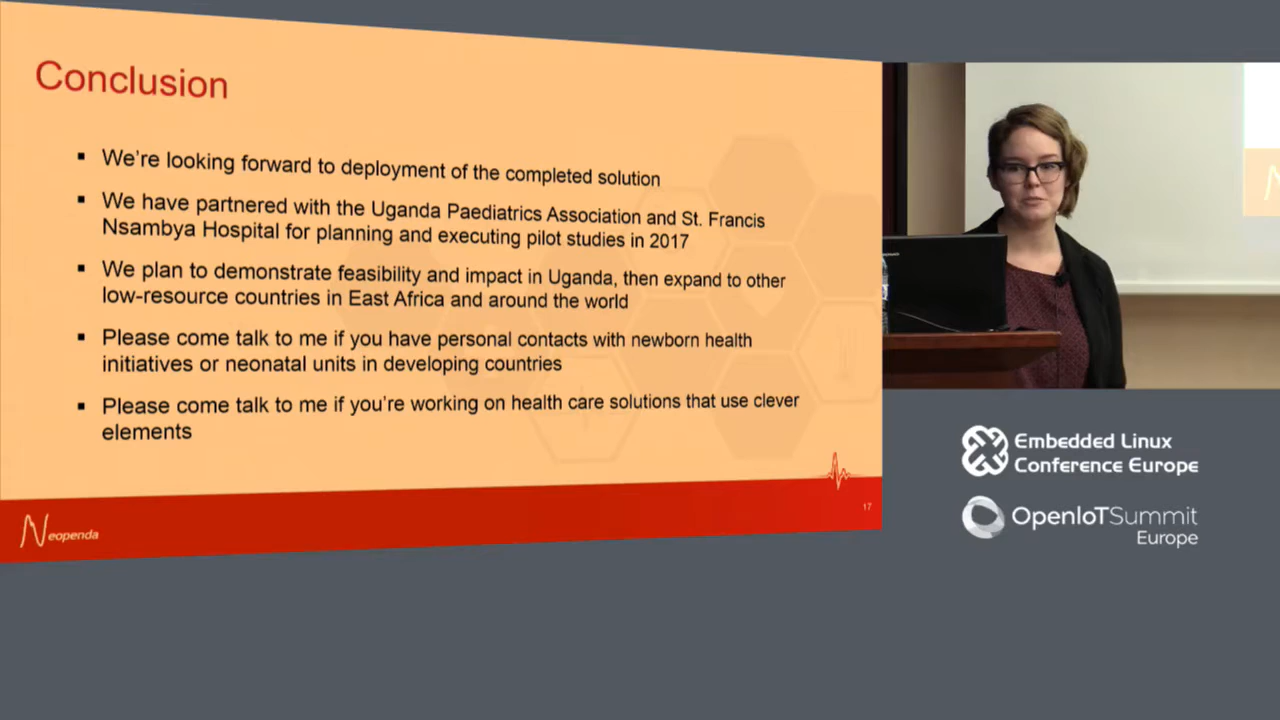 Conclusion
We're looking forward to deployment of the completed solution
We have partnered with the Uganda Paediatrics Association and St. Francis
Nsambya Hospital for planning and executing pilot studies in 2017
We plan to demonstrate feasibility and impact in Uganda, then expand to other
low-resource countries in East Africa and around the world
Please come talk to me if you have personal contacts with newborn health
initiatives or neonatal units in developing countries
Please come talk to me if you're working on health care solutions that use clever
elements
17
Neopenda
Embedded Linux
Conference Europe
OpenIoTSummit
Europe